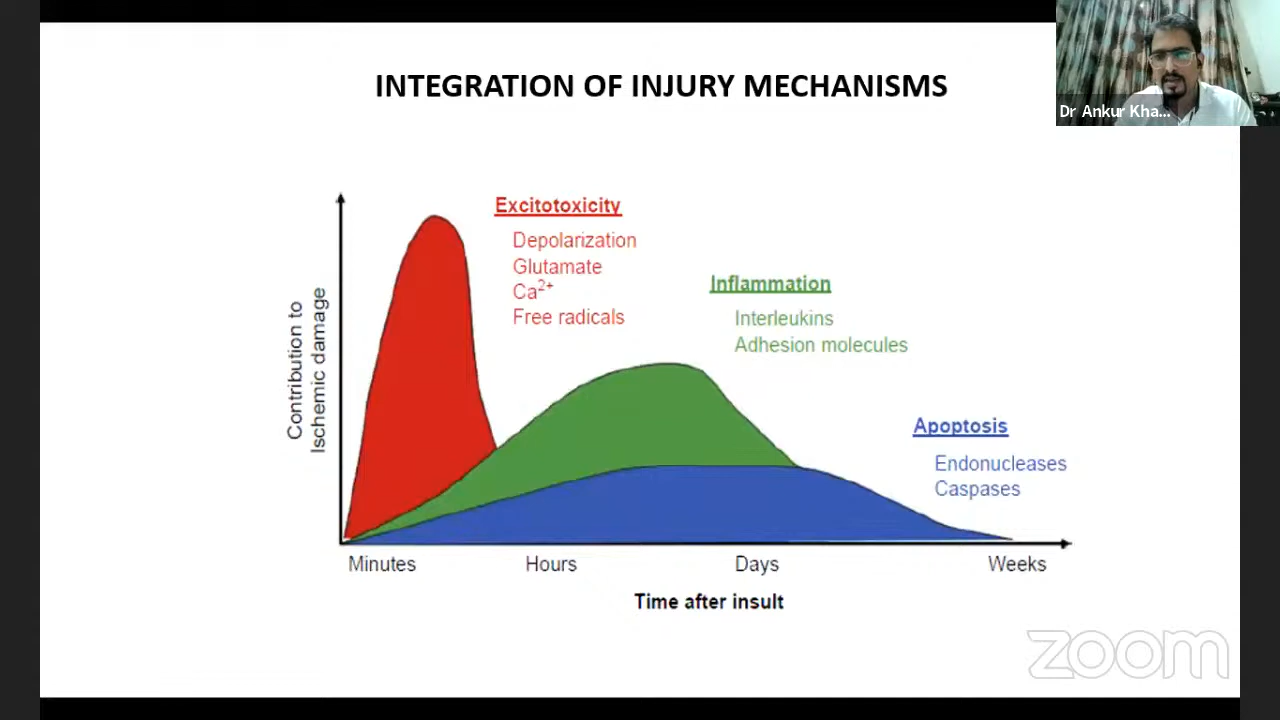 INTEGRATION OF INJURY MECHANISMS
Dr Ankur Kha...
Excitotoxicity
Depolarization
Glutamate
Ca²⁺
Free radicals
Inflammation
Interleukins
Adhesion molecules
Apoptosis
Endonucleases
Caspases
Contribution to
Ischemic damage
Minutes Hours Days Weeks
Time after insult
zoom